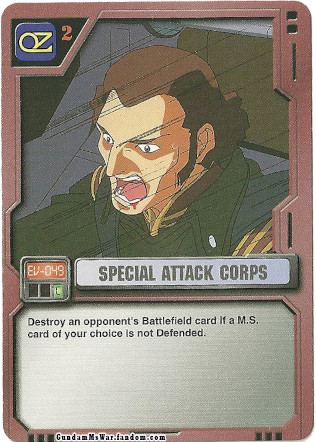 OZ 2
EV-049
SPECIAL ATTACK CORPS
Destroy an opponent's Battlefield card if a M.S.
card of your choice is not Defended.
GundamMsWar.fandom.com